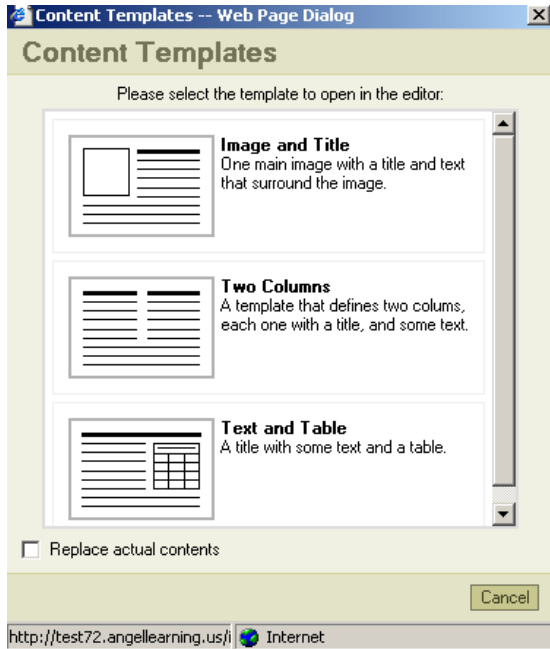 Content Templates -- Web Page Dialog
Content Templates
Please select the template to open in the editor:
Image and Title
One main image with a title and text
that surround the image.
Two Columns
A template that defines two colums,
each one with a title, and some text.
Text and Table
A title with some text and a table.
Replace actual contents
Cancel
http://test72.angellearning.us/i
Internet